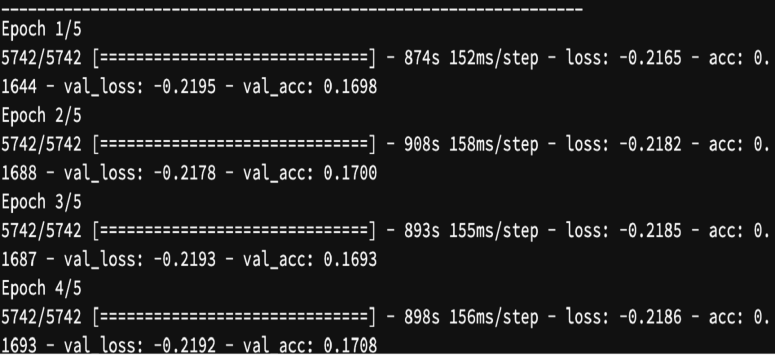 _________________________________________________________________
Epoch 1/5
5742/5742 [==============================] - 874s 152ms/step - loss: -0.2165 - acc: 0.
1644 - val_loss: -0.2195 - val_acc: 0.1698
Epoch 2/5
5742/5742 [==============================] - 908s 158ms/step - loss: -0.2182 - acc: 0.
1688 - val_loss: -0.2178 - val_acc: 0.1700
Epoch 3/5
5742/5742 [==============================] - 893s 155ms/step - loss: -0.2185 - acc: 0.
1687 - val_loss: -0.2193 - val_acc: 0.1693
Epoch 4/5
5742/5742 [==============================] - 898s 156ms/step - loss: -0.2186 - acc: 0.
1693 - val_loss: -0.2192 - val_acc: 0.1708